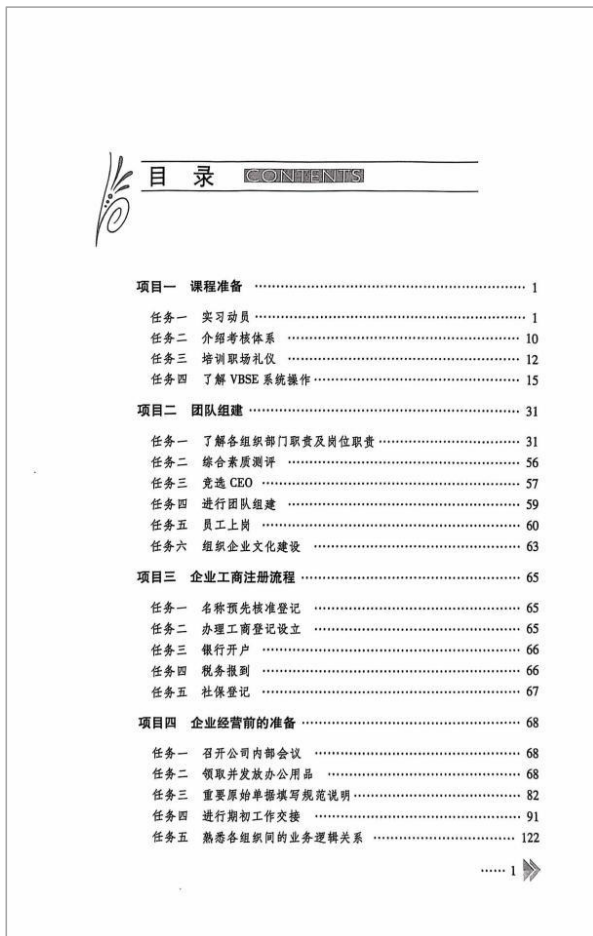 目 录 CONTENTS
项目一 课程准备 …… 1
任务一 实习动员 …… 1
任务二 介绍考核体系 …… 10
任务三 培训职场礼仪 …… 12
任务四 了解 VBSE 系统操作 …… 15
项目二 团队组建 …… 31
任务一 了解各组织部门职责及岗位职责 …… 31
任务二 综合素质测评 …… 56
任务三 竞选 CEO …… 57
任务四 进行团队组建 …… 59
任务五 员工上岗 …… 60
任务六 组织企业文化建设 …… 63
项目三 企业工商注册流程 …… 65
任务一 名称预先核准登记 …… 65
任务二 办理工商登记设立 …… 65
任务三 银行开户 …… 66
任务四 税务报到 …… 66
任务五 社保登记 …… 67
项目四 企业经营前的准备 …… 68
任务一 召开公司内部会议 …… 68
任务二 领取并发放办公用品 …… 68
任务三 重要原始单据填写规范说明 …… 82
任务四 进行期初工作交接 …… 91
任务五 熟悉各组织间的业务逻辑关系 …… 122
…… 1